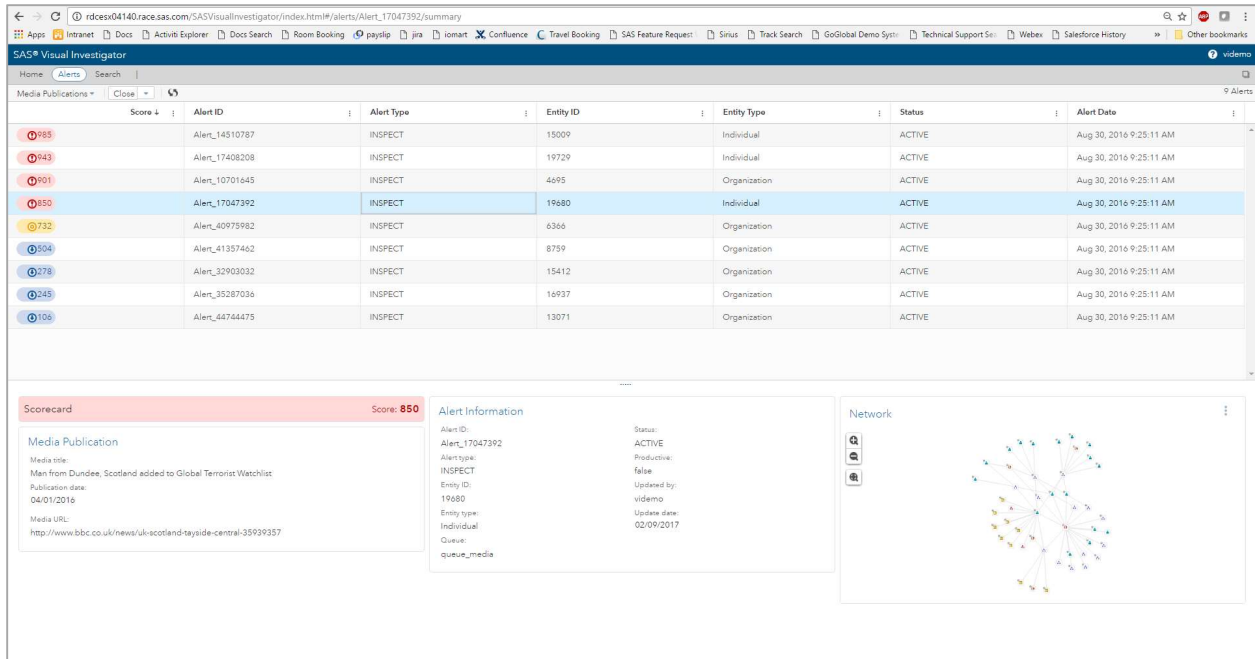 rdcesx04140.race.sas.com/SASVisualInvestigator/index.html#/alerts/Alert_17047392/summary
Apps Intranet Docs Activiti Explorer Docs Search Room Booking payslip jira iomart Confluence Travel Booking SAS Feature Request Sirius Track Search GoGlobal Demo Syste Technical Support Se Webex Salesforce History » Other bookmarks
SAS® Visual Investigator videmo
Home Alerts Search
Media Publications Close 9 Alerts
Score Alert ID Alert Type Entity ID Entity Type Status Alert Date
985 Alert_14510787 INSPECT 15009 Individual ACTIVE Aug 30, 2016 9:25:11 AM
943 Alert_17408208 INSPECT 19729 Individual ACTIVE Aug 30, 2016 9:25:11 AM
901 Alert_10701645 INSPECT 4695 Organization ACTIVE Aug 30, 2016 9:25:11 AM
850 Alert_17047392 INSPECT 19680 Individual ACTIVE Aug 30, 2016 9:25:11 AM
732 Alert_40975982 INSPECT 6366 Organization ACTIVE Aug 30, 2016 9:25:11 AM
504 Alert_41357462 INSPECT 8759 Organization ACTIVE Aug 30, 2016 9:25:11 AM
278 Alert_32903032 INSPECT 15412 Organization ACTIVE Aug 30, 2016 9:25:11 AM
245 Alert_35287036 INSPECT 16937 Organization ACTIVE Aug 30, 2016 9:25:11 AM
106 Alert_44744475 INSPECT 13071 Organization ACTIVE Aug 30, 2016 9:25:11 AM
Scorecard Score: 850
Media Publication
Media title:
Man from Dundee, Scotland added to Global Terrorist Watchlist
Publication date:
04/01/2016
Media URL:
http://www.bbc.co.uk/news/uk-scotland-tayside-central-35939357
Alert Information
Alert ID:
Alert_17047392
Alert type:
INSPECT
Entity ID:
19680
Entity type:
Individual
Queue:
queue_media
Status:
ACTIVE
Productive:
false
Updated by:
videmo
Update date:
02/09/2017
Network